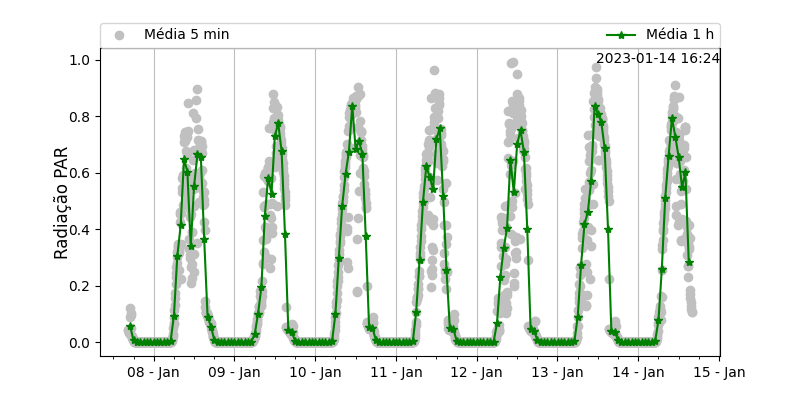 Média 5 min
Média 1 h
2023-01-14 16:24
Radiação PAR
1.0
0.8
0.6
0.4
0.2
0.0
08 - Jan
09 - Jan
10 - Jan
11 - Jan
12 - Jan
13 - Jan
14 - Jan
15 - Jan